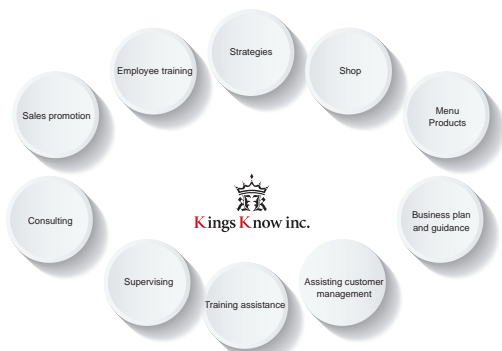 Strategies
Employee training
Shop
Sales promotion
Menu
Products
Kings Know inc.
Consulting
Business plan
and guidance
Supervising
Training assistance
Assisting customer
management